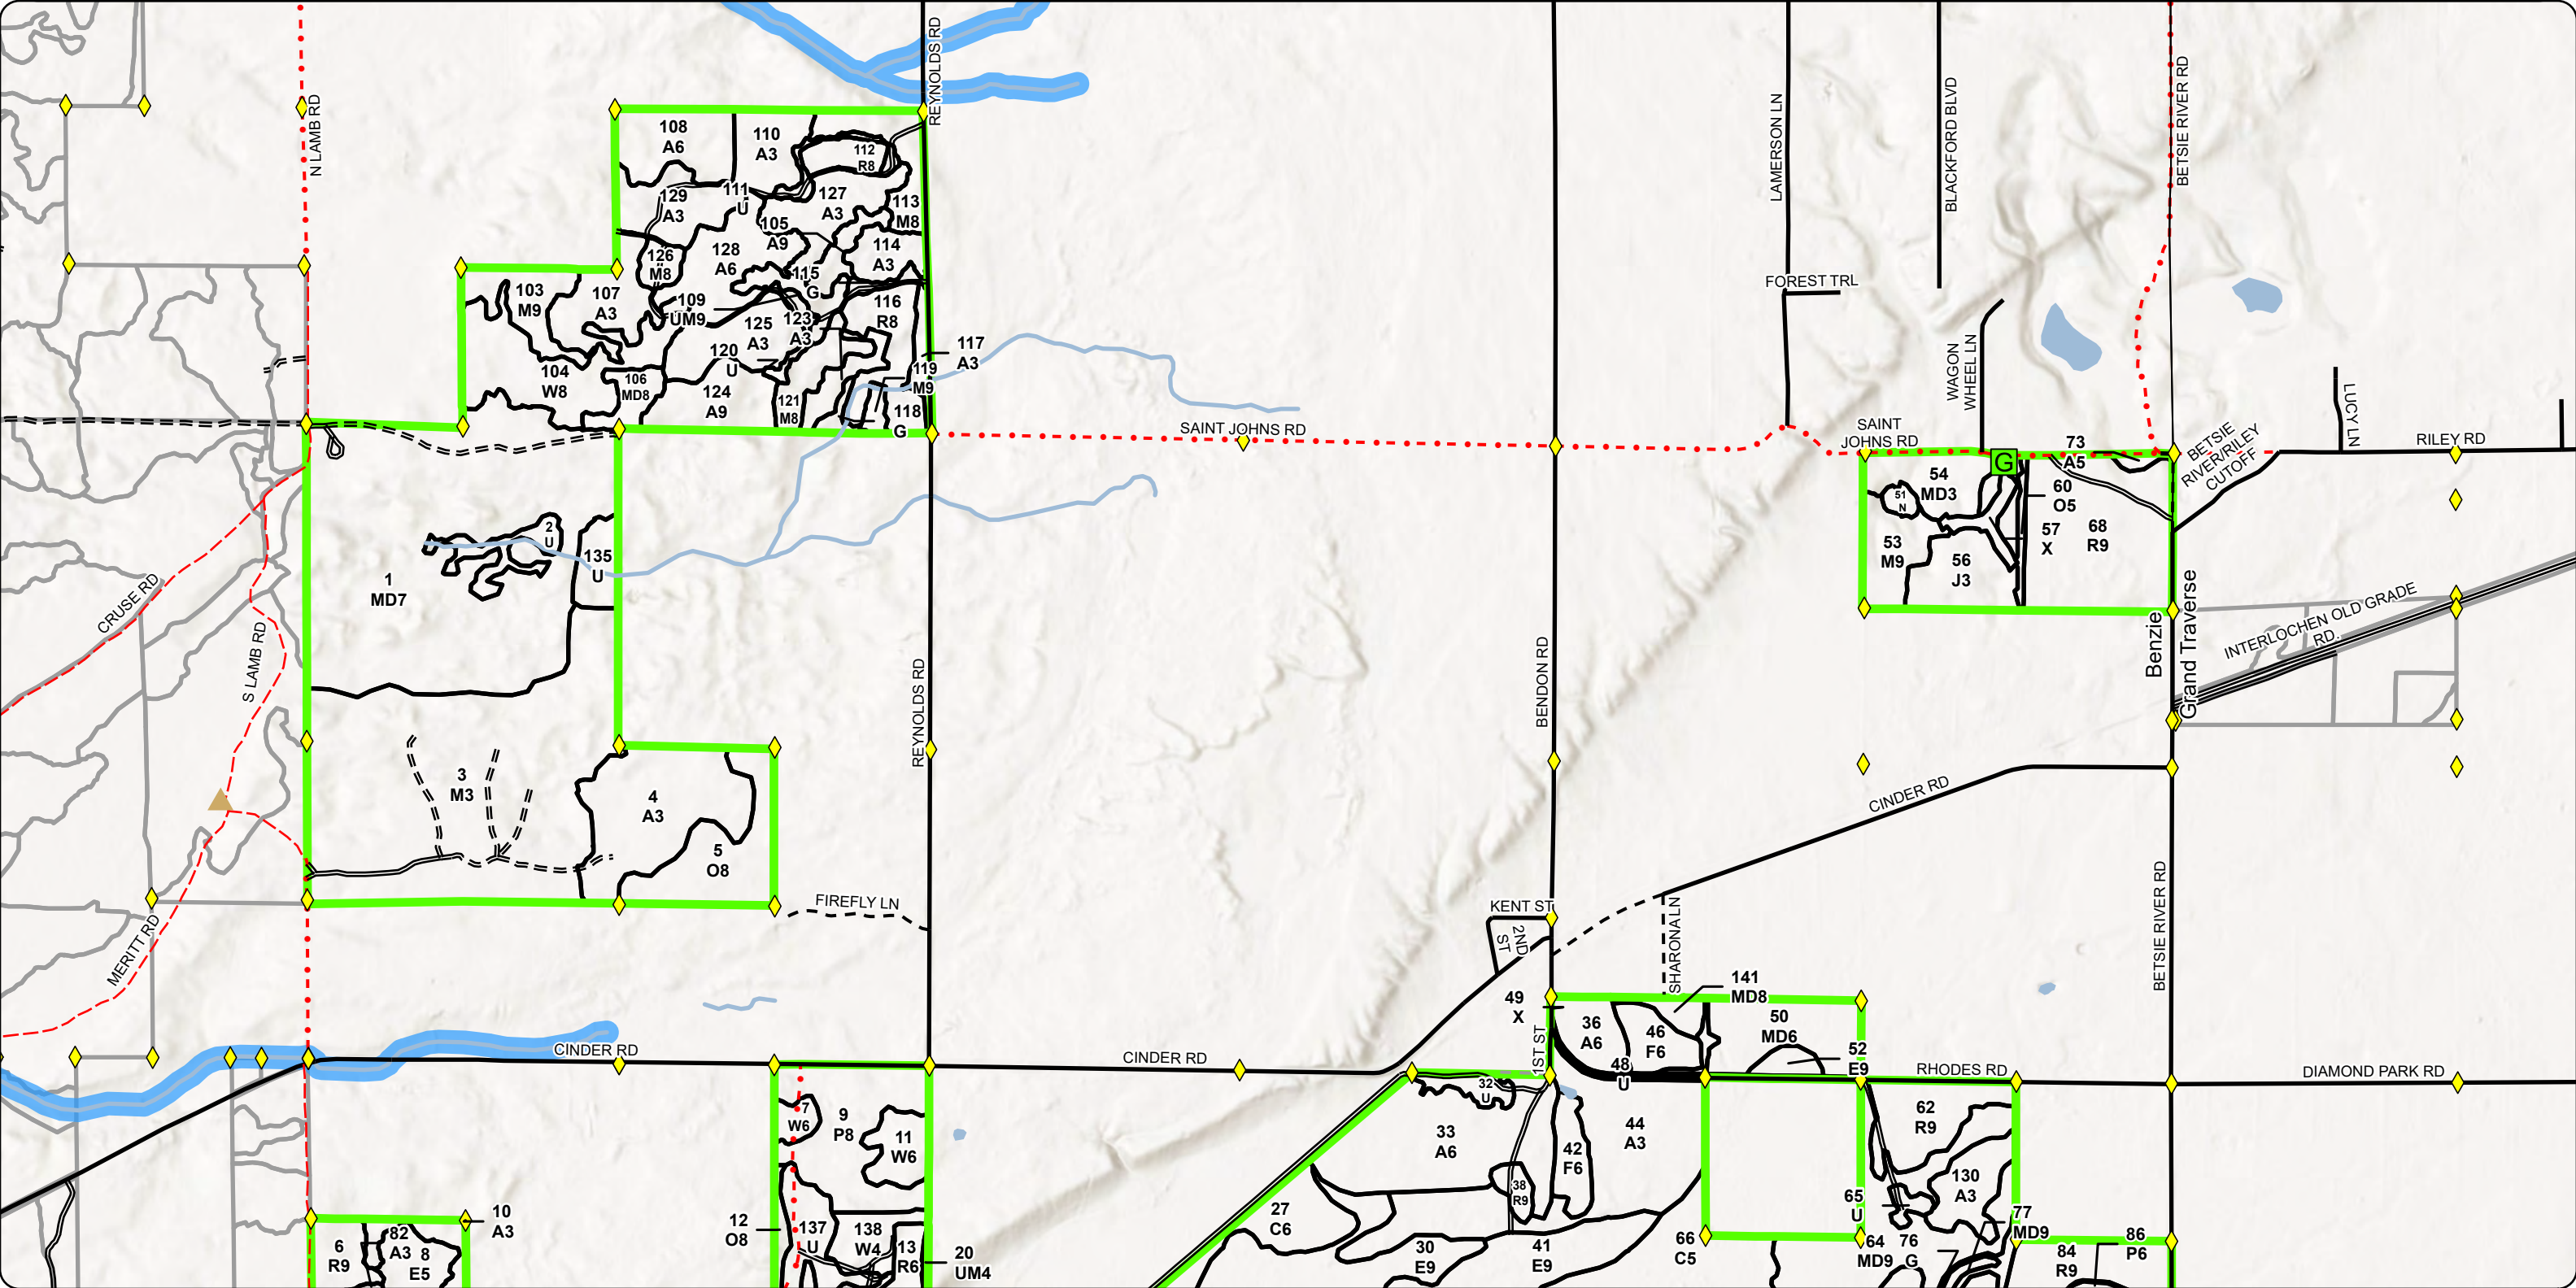 REYNOLDS RD
N LAMB RD
LAMERSON LN
BLACKFORD BLVD
BETSIE RIVER RD
108
A6
110
A3
112
R8
129
A3
111
U
127
A3
113
M8
105
A9
126
M8
128
A6
114
A3
115
G
103
M9
107
A3
109
UM9
116
R8
125
A3
123
A3
117
A3
120
U
104
W8
106
MD8
124
A9
121
M8
119
M9
118
G
FOREST TRL
WAGON
WHEEL LN
LUCY LN
SAINT JOHNS RD
SAINT
JOHNS RD
G
73
A5
BETSIE
RIVER/RILEY
CUTOFF
RILEY RD
54
MD3
51
N
60
O5
53
M9
56
J3
57
X
68
R9
2
U
135
U
1
MD7
CRUSE RD
S LAMB RD
REYNOLDS RD
BENDON RD
Benzie
Grand Traverse
INTERLOCHEN OLD GRADE
RD.
3
M3
4
A3
5
O8
CINDER RD
FIREFLY LN
MERITT RD
KENT ST
2ND
ST
SHARONA LN
BETSIE RIVER RD
141
MD8
49
X
1ST ST
36
A6
46
F6
50
MD6
52
E9
48
U
CINDER RD
CINDER RD
RHODES RD
DIAMOND PARK RD
32
U
7
W6
9
P8
11
W6
33
A6
42
F6
44
A3
62
R9
38
R9
130
A3
27
C6
65
U
10
A3
12
O8
137
U
138
W4
13
R6
20
UM4
6
R9
82
A3
8
E5
30
E9
41
E9
66
C5
64
MD9
76
G
77
MD9
84
R9
86
P6